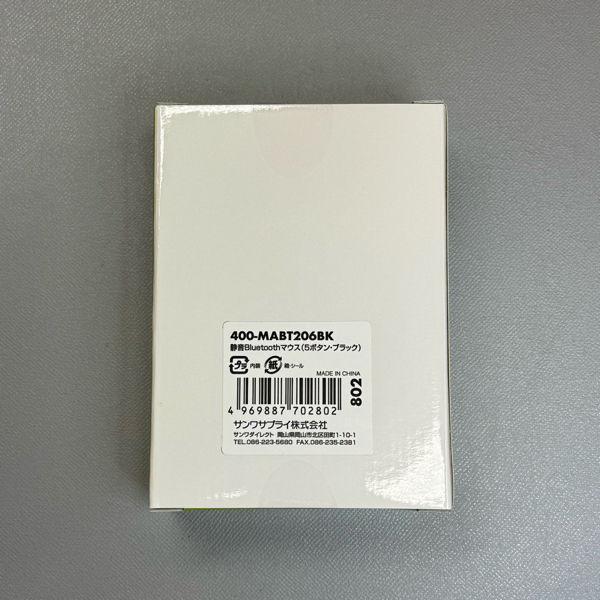 400-MABT206BK
静音Bluetoothマウス(5ボタン・ブラック)
プラ 内袋 紙 箱・シール
MADE IN CHINA
802
4 969887 702802
サンワサプライ株式会社
サンワダイレクト 岡山県岡山市北区田町1-10-1
TEL.086-223-5680 FAX.086-235-2381